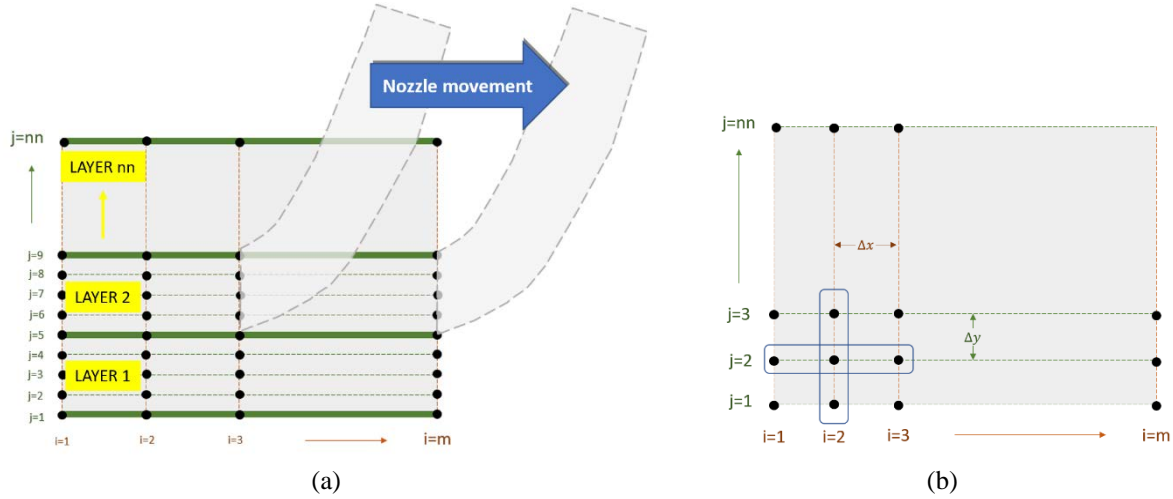 Nozzle movement
j=nn
LAYER nn
j=9
j=8
j=7
LAYER 2
j=6
j=5
j=4
j=3
LAYER 1
j=2
j=1
i=1
i=2
i=3
i=m
(a)
j=nn
Δx
j=3
Δy
j=2
j=1
i=1
i=2
i=3
i=m
(b)